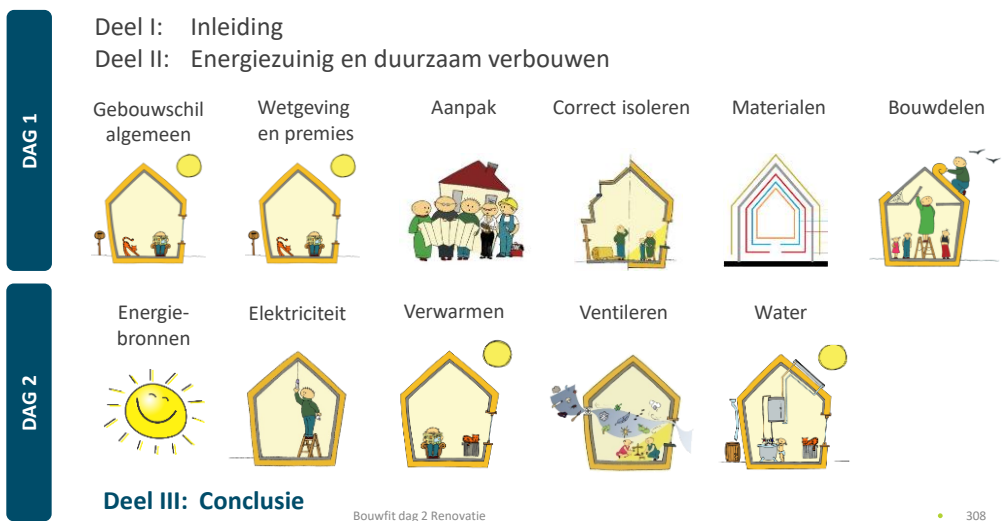 Deel I: Inleiding
Deel II: Energiezuinig en duurzaam verbouwen
DAG 1
Gebouwschil
algemeen
Wetgeving
en premies
Aanpak
Correct isoleren
Materialen
Bouwdelen
DAG 2
Energie-
bronnen
Elektriciteit
Verwarmen
Ventileren
Water
Deel III: Conclusie
Bouwfit dag 2 Renovatie
308